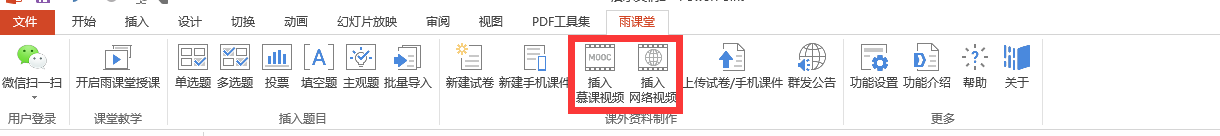 文件 开始 插入 设计 切换 动画 幻灯片放映 审阅 视图 PDF工具集 雨课堂
MOOC
A
微信扫一扫 开启雨课堂授课 单选题 多选题 投票 填空题 主观题 批量导入 新建试卷 新建手机课件 插入 慕课视频 插入 网络视频 上传试卷/手机课件 群发公告 功能设置 功能介绍 帮助 关于
用户登录 课堂教学 插入题目 课外资料制作 更多